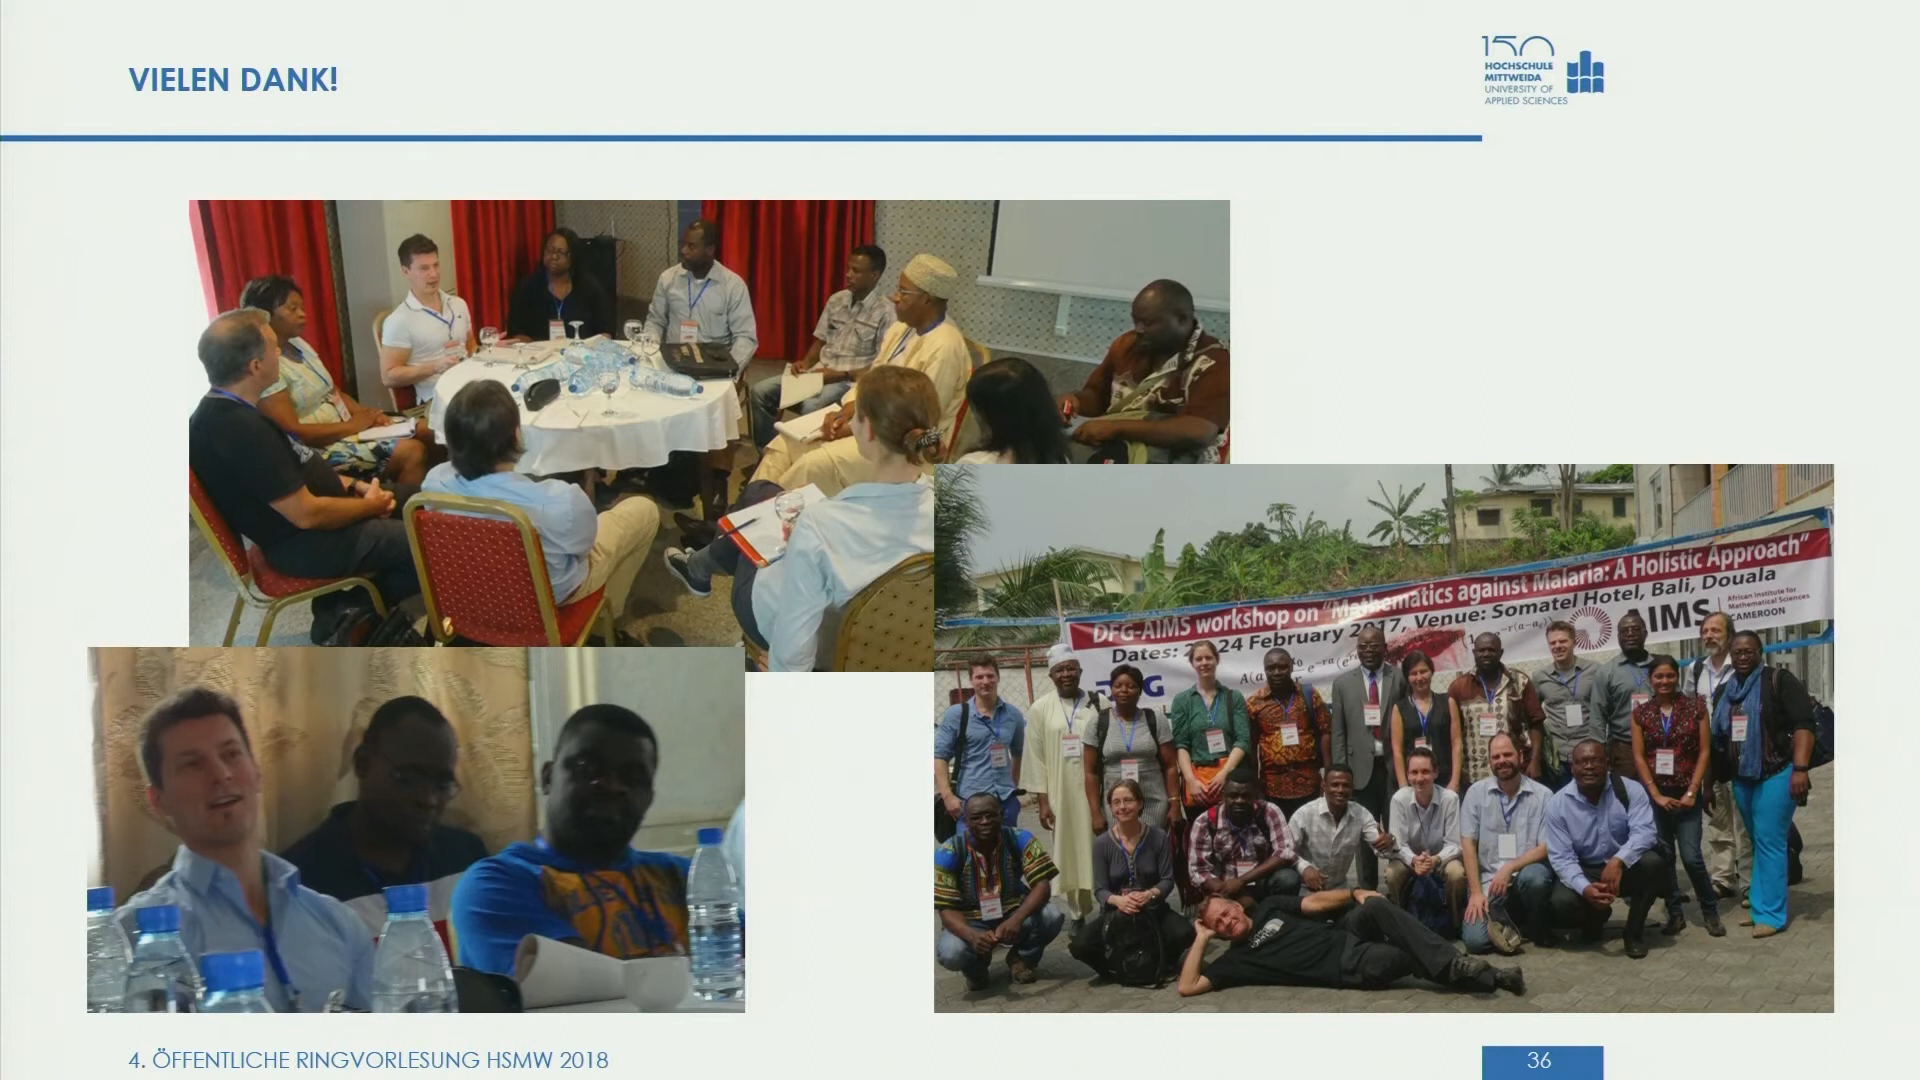 VIELEN DANK!
150
HOCHSCHULE
MITTWEIDA
UNIVERSITY OF
APPLIED SCIENCES
DFG-AIMS workshop on "Mathematics against Malaria: A Holistic Approach"
Dates: 24 February 2017, Venue: Somatel Hotel, Bali, Douala
AIMS
African Institute for
Mathematical Sciences
CAMEROON
4. ÖFFENTLICHE RINGVORLESUNG HSMW 2018
36